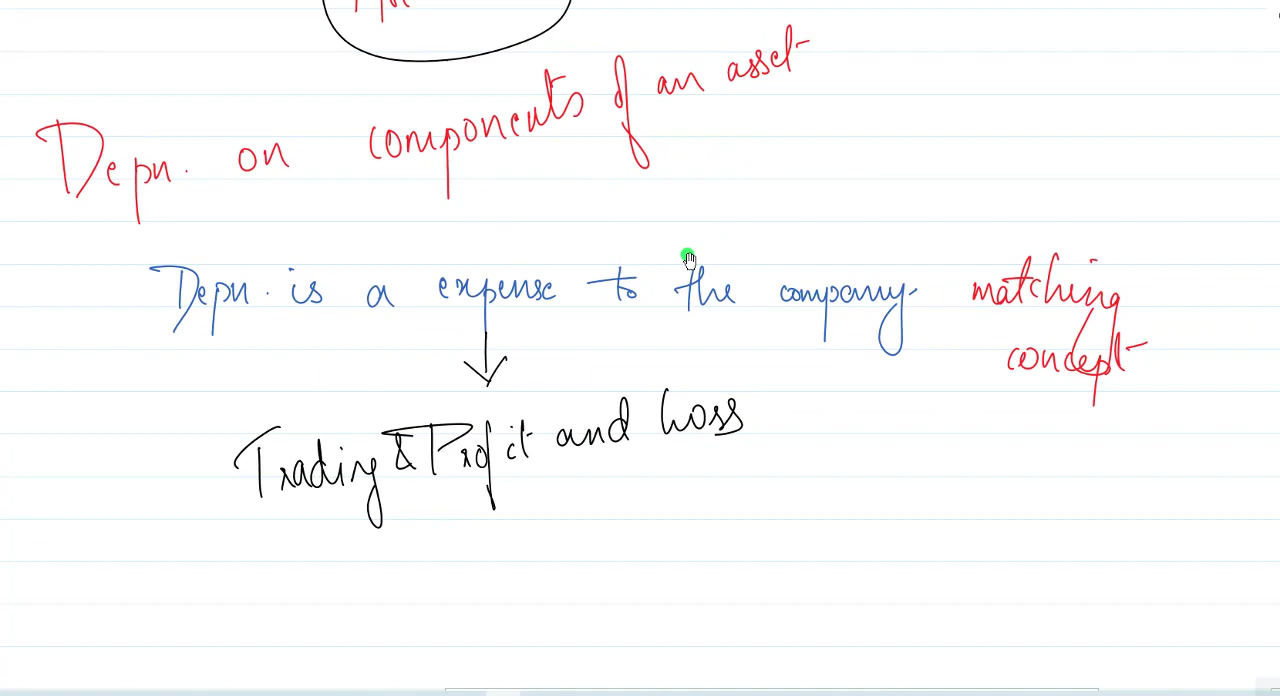 Depn. on components of an asset
Depn. is a expense to the company. matching
concept
Trading & Profit and Loss